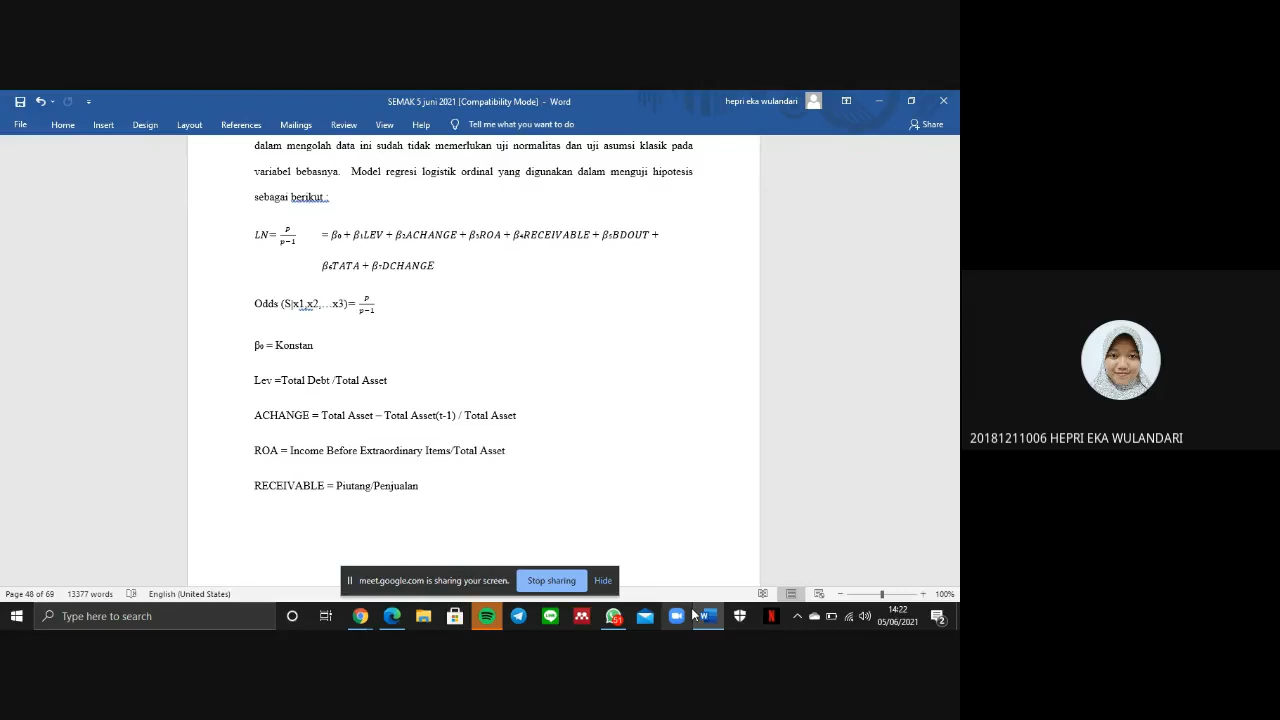 SEMAK 5 juni 2021 [Compatibility Mode] - Word
hepri eka wulandari
File Home Insert Design Layout References Mailings Review View Help Tell me what you want to do Share
dalam mengolah data ini sudah tidak memerlukan uji normalitas dan uji asumsi klasik pada
variabel bebasnya. Model regresi logistik ordinal yang digunakan dalam menguji hipotesis
sebagai berikut :
LN= p/p−1 = β₀ + β₁LEV + β₂ACHANGE + β₃ROA + β₄RECEIVABLE + β₅BDOUT +
β₆TATA + β₇DCHANGE
Odds (S|x1,x2,…x3)= p/p−1
β₀ = Konstan
Lev =Total Debt /Total Asset
ACHANGE = Total Asset – Total Asset(t-1) / Total Asset
ROA = Income Before Extraordinary Items/Total Asset
RECEIVABLE = Piutang/Penjualan
20181211006 HEPRI EKA WULANDARI
meet.google.com is sharing your screen. Stop sharing Hide
Page 48 of 69 13377 words English (United States) 100%
Type here to search
51
W
N
14:22
05/06/2021
2